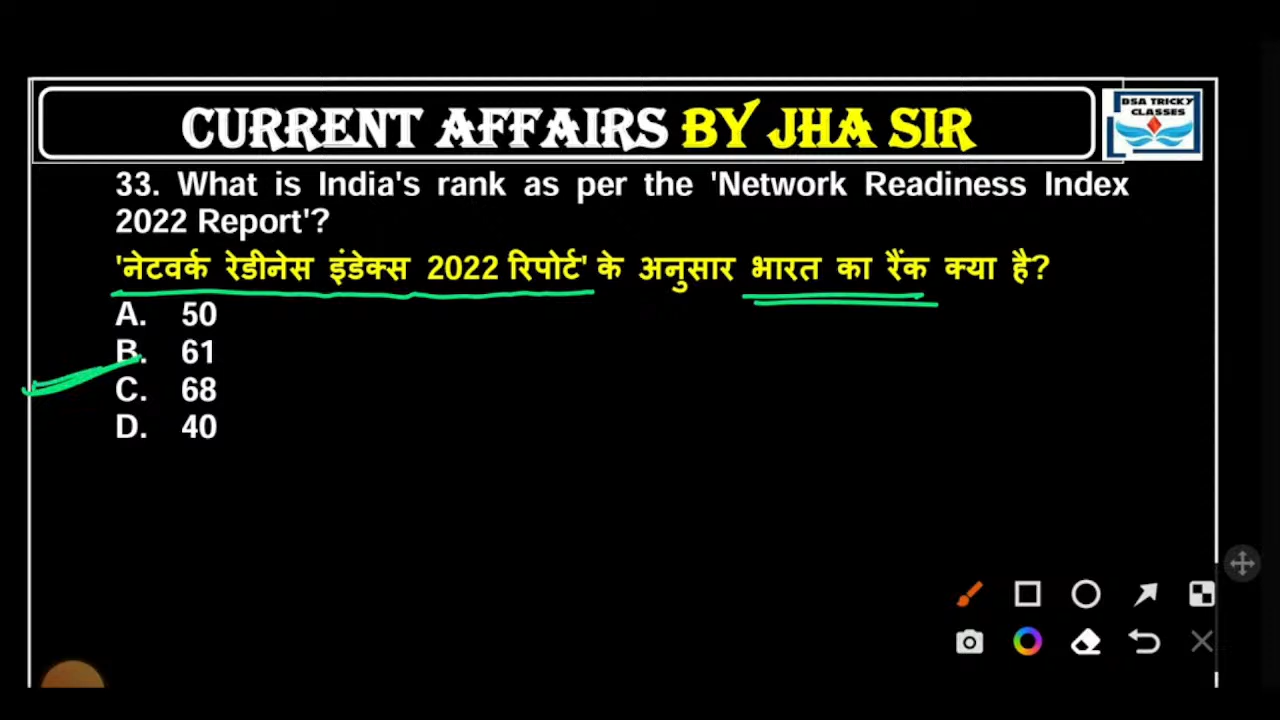 CURRENT AFFAIRS BY JHA SIR
DSA TRICKY
CLASSES
33. What is India's rank as per the 'Network Readiness Index
2022 Report'?
'नेटवर्क रेडीनेस इंडेक्स 2022 रिपोर्ट' के अनुसार भारत का रैंक क्या है?
A. 50
B. 61
C. 68
D. 40